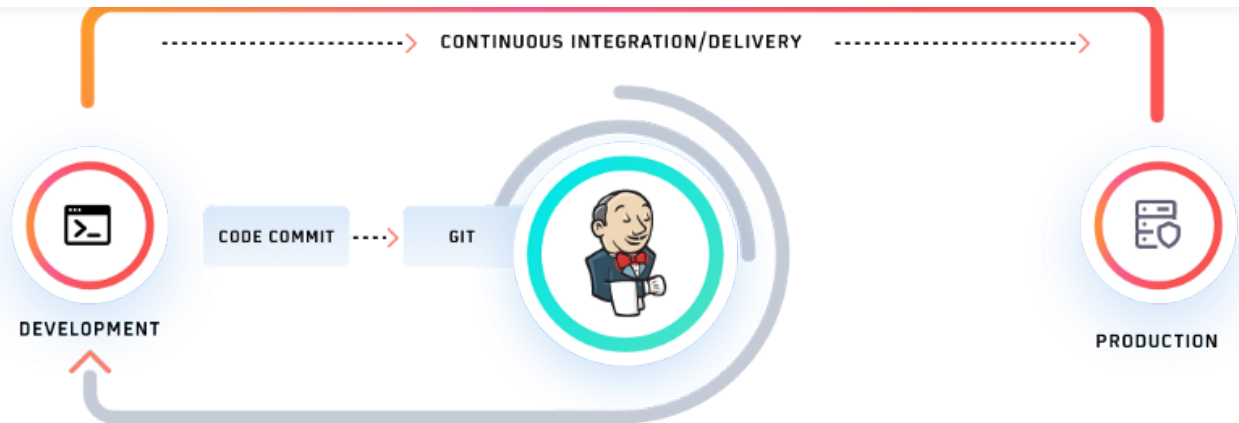 CONTINUOUS INTEGRATION/DELIVERY
CODE COMMIT
GIT
DEVELOPMENT
PRODUCTION